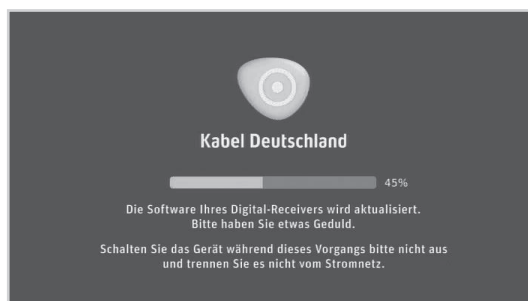 Kabel Deutschland
45%
Die Software Ihres Digital-Receivers wird aktualisiert.
Bitte haben Sie etwas Geduld.
Schalten Sie das Gerät während dieses Vorgangs bitte nicht aus
und trennen Sie es nicht vom Stromnetz.